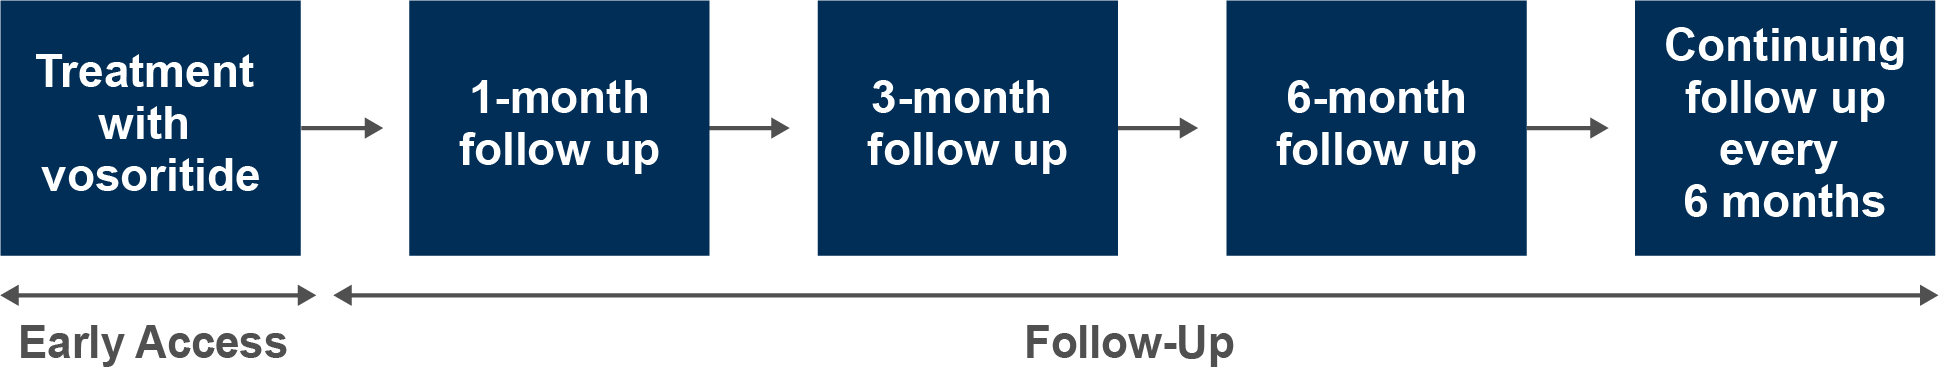 Treatment
with
vosoritide
1-month
follow up
3-month
follow up
6-month
follow up
Continuing
follow up
every
6 months
Early Access
Follow-Up